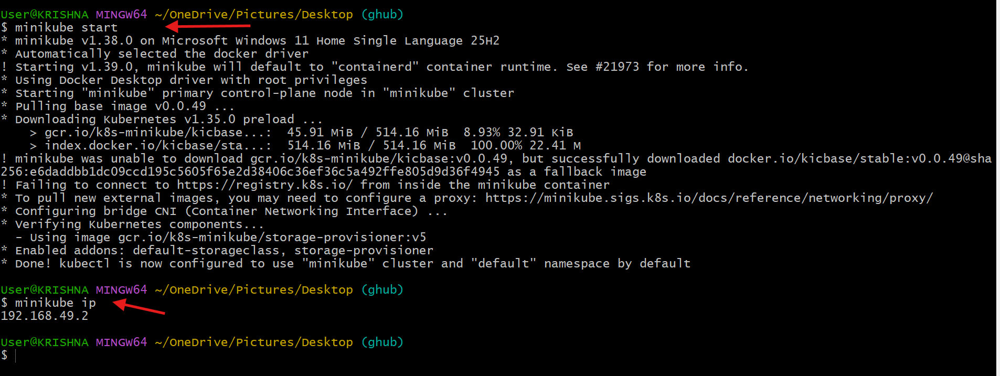 User@KRISHNA MINGW64 ~/OneDrive/Pictures/Desktop (ghub)
$ minikube start
* minikube v1.38.0 on Microsoft Windows 11 Home Single Language 25H2
* Automatically selected the docker driver
! Starting v1.39.0, minikube will default to "containerd" container runtime. See #21973 for more info.
* Using Docker Desktop driver with root privileges
* Starting "minikube" primary control-plane node in "minikube" cluster
* Pulling base image v0.0.49 ...
* Downloading Kubernetes v1.35.0 preload ...
    > gcr.io/k8s-minikube/kicbase...:  45.91 MiB / 514.16 MiB  8.93% 32.91 KiB
    > index.docker.io/kicbase/sta...:  514.16 MiB / 514.16 MiB  100.00% 22.41 M
! minikube was unable to download gcr.io/k8s-minikube/kicbase:v0.0.49, but successfully downloaded docker.io/kicbase/stable:v0.0.49@sha
256:e6daddbb1dc09ccd195c5605f65e2d38406c36ef36c5a492ffe805d9d36f4945 as a fallback image
! Failing to connect to https://registry.k8s.io/ from inside the minikube container
* To pull new external images, you may need to configure a proxy: https://minikube.sigs.k8s.io/docs/reference/networking/proxy/
* Configuring bridge CNI (Container Networking Interface) ...
* Verifying Kubernetes components...
  - Using image gcr.io/k8s-minikube/storage-provisioner:v5
* Enabled addons: default-storageclass, storage-provisioner
* Done! kubectl is now configured to use "minikube" cluster and "default" namespace by default
User@KRISHNA MINGW64 ~/OneDrive/Pictures/Desktop (ghub)
$ minikube ip
192.168.49.2
User@KRISHNA MINGW64 ~/OneDrive/Pictures/Desktop (ghub)
$